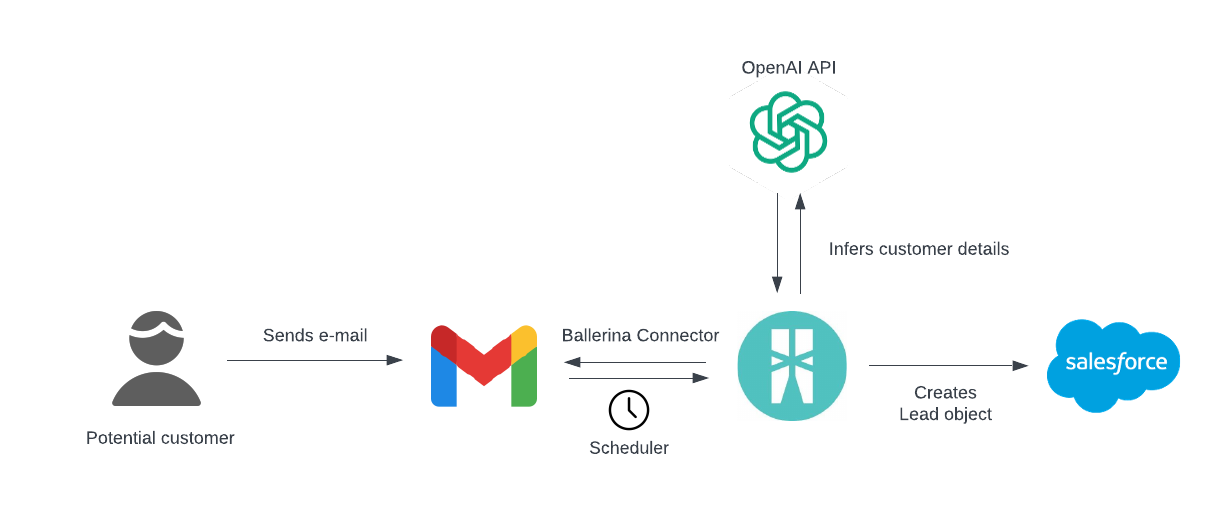 OpenAI API
Infers customer details
Sends e-mail
Ballerina Connector
salesforce
Creates
Lead object
Scheduler
Potential customer